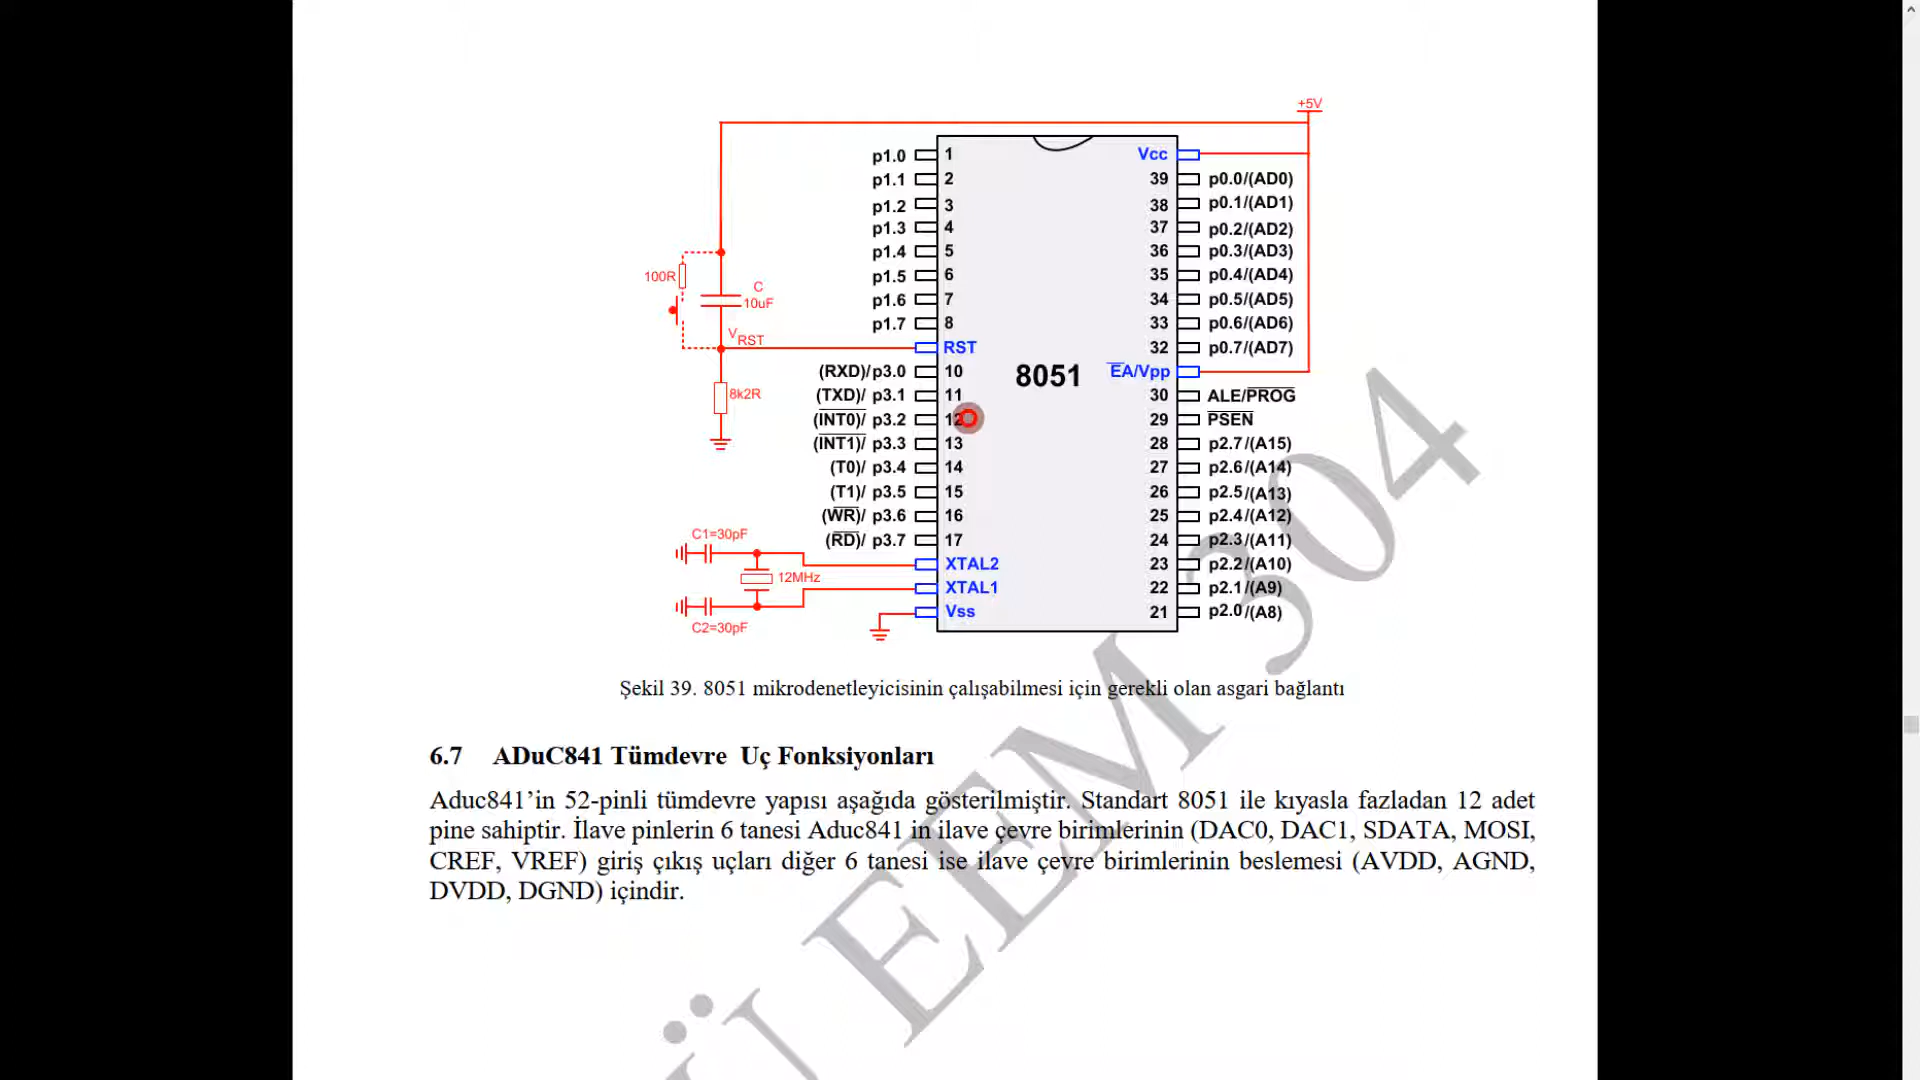 +5V
p1.0 1 Vcc
p1.1 2 39 p0.0/(AD0)
p1.2 3 38 p0.1/(AD1)
p1.3 4 37 p0.2/(AD2)
p1.4 5 36 p0.3/(AD3)
p1.5 6 35 p0.4/(AD4)
p1.6 7 34 p0.5/(AD5)
p1.7 8 33 p0.6/(AD6)
RST 32 p0.7/(AD7)
100R
C
10uF
VRST
8k2R
8051
(RXD)/p3.0 10 EA/Vpp
(TXD)/ p3.1 11 30 ALE/PROG
(INT0)/ p3.2 12 29 PSEN
(INT1)/ p3.3 13 28 p2.7/(A15)
(T0)/ p3.4 14 27 p2.6/(A14)
(T1)/ p3.5 15 26 p2.5/(A13)
(WR)/ p3.6 16 25 p2.4/(A12)
(RD)/ p3.7 17 24 p2.3/(A11)
XTAL2 23 p2.2/(A10)
XTAL1 22 p2.1/(A9)
Vss 21 p2.0/(A8)
C1=30pF
12MHz
C2=30pF
Şekil 39. 8051 mikrodenetleyicisinin çalışabilmesi için gerekli olan asgari bağlantı
6.7 ADuC841 Tümdevre Uç Fonksiyonları
Aduc841’in 52-pinli tümdevre yapısı aşağıda gösterilmiştir. Standart 8051 ile kıyasla fazladan 12 adet
pine sahiptir. İlave pinlerin 6 tanesi Aduc841 in ilave çevre birimlerinin (DAC0, DAC1, SDATA, MOSI,
CREF, VREF) giriş çıkış uçları diğer 6 tanesi ise ilave çevre birimlerinin beslemesi (AVDD, AGND,
DVDD, DGND) içindir.
Ü EEM 304